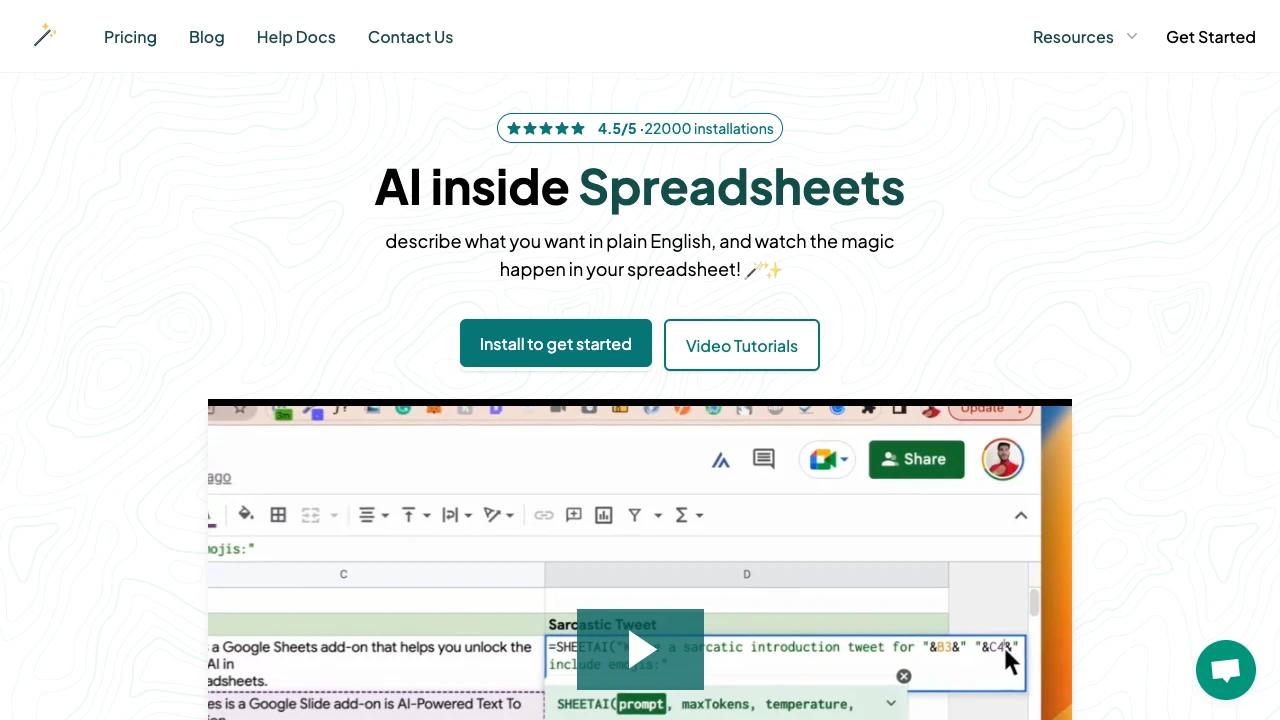 Pricing
Blog
Help Docs
Contact Us
Resources
Get Started
4.5/5 ·22000 installations
AI inside Spreadsheets
describe what you want in plain English, and watch the magic
happen in your spreadsheet! 🪄✨
Install to get started
Video Tutorials
Update
Share
ago
emojis:"
C
D
Sarcastic Tweet
s a Google Sheets add-on that helps you unlock the
AI in
adsheets.
=SHEETAI(" a sarcatic introduction tweet for "&B3&" "&C4&"
include emojis:"
es is a Google Slide add-on is AI-Powered Text To
SHEETAI(prompt, maxTokens, temperature,